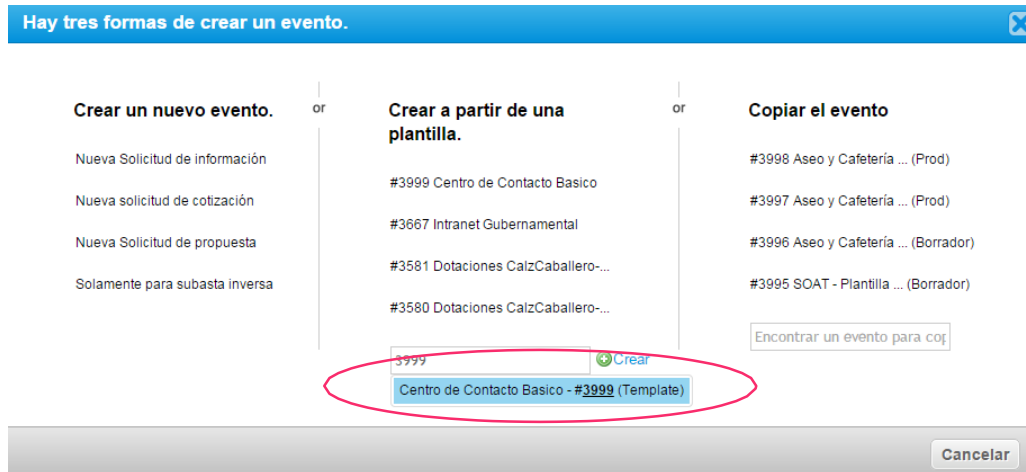 Hay tres formas de crear un evento.
Crear un nuevo evento.
Nueva Solicitud de información
Nueva solicitud de cotización
Nueva Solicitud de propuesta
Solamente para subasta inversa
or
Crear a partir de una
plantilla.
#3999 Centro de Contacto Basico
#3667 Intranet Gubernamental
#3581 Dotaciones CalzCaballero-...
#3580 Dotaciones CalzCaballero-...
3999
Crear
Centro de Contacto Basico - #3999 (Template)
or
Copiar el evento
#3998 Aseo y Cafetería ... (Prod)
#3997 Aseo y Cafetería ... (Prod)
#3996 Aseo y Cafetería ... (Borrador)
#3995 SOAT - Plantilla ... (Borrador)
Encontrar un evento para cop
Cancelar